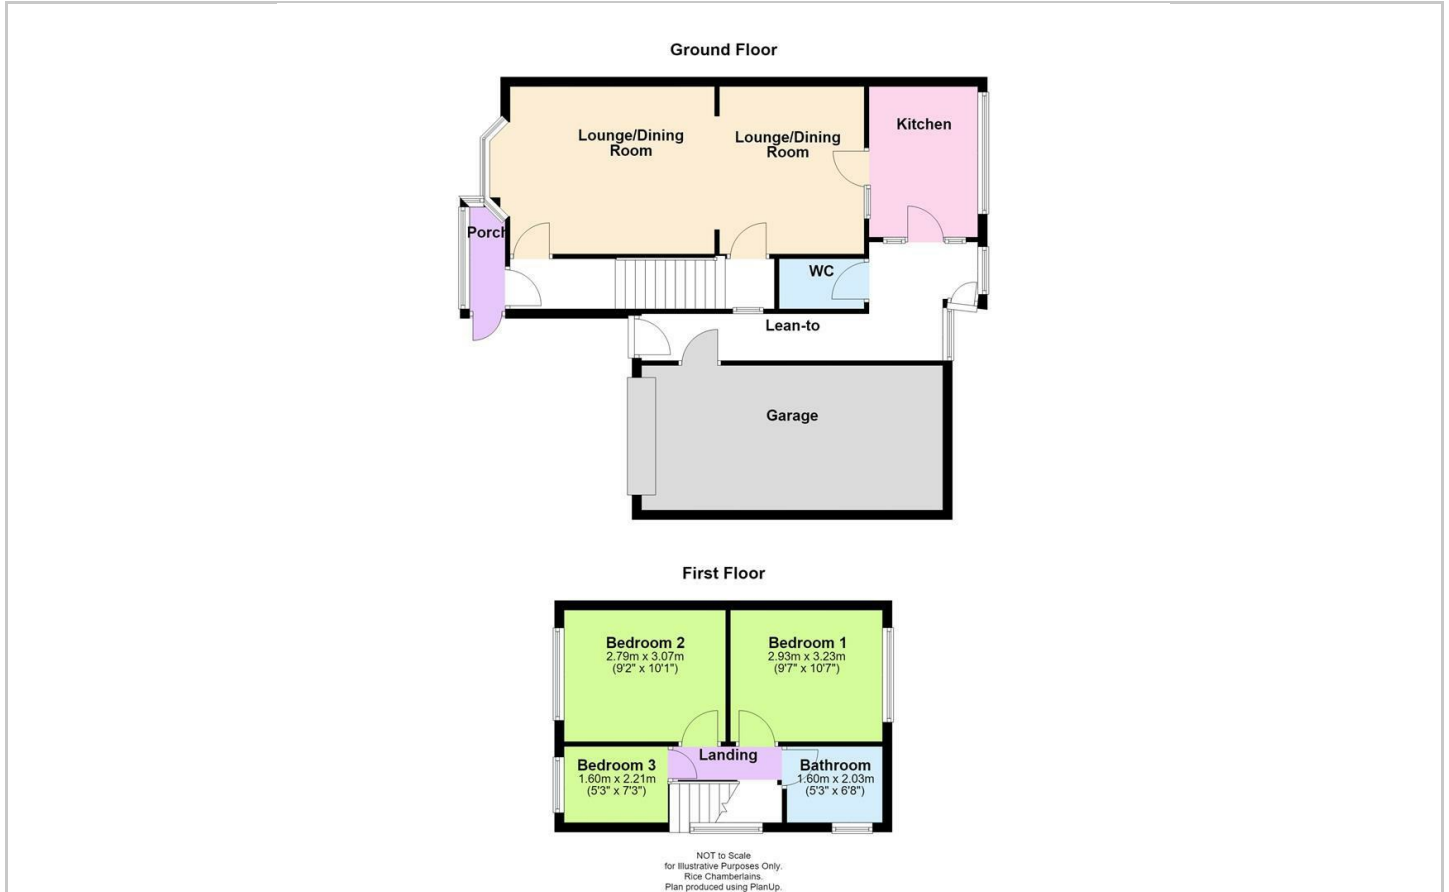 Ground Floor
Lounge/Dining
Room
Lounge/Dining
Room
Kitchen
Porch
WC
Lean-to
Garage
First Floor
Bedroom 2
2.79m x 3.07m
(9'2" x 10'1")
Bedroom 1
2.93m x 3.23m
(9'7" x 10'7")
Landing
Bedroom 3
1.60m x 2.21m
(5'3" x 7'3")
Bathroom
1.60m x 2.03m
(5'3" x 6'8")
NOT to Scale
for Illustrative Purposes Only.
Rice Chamberlains.
Plan produced using PlanUp.